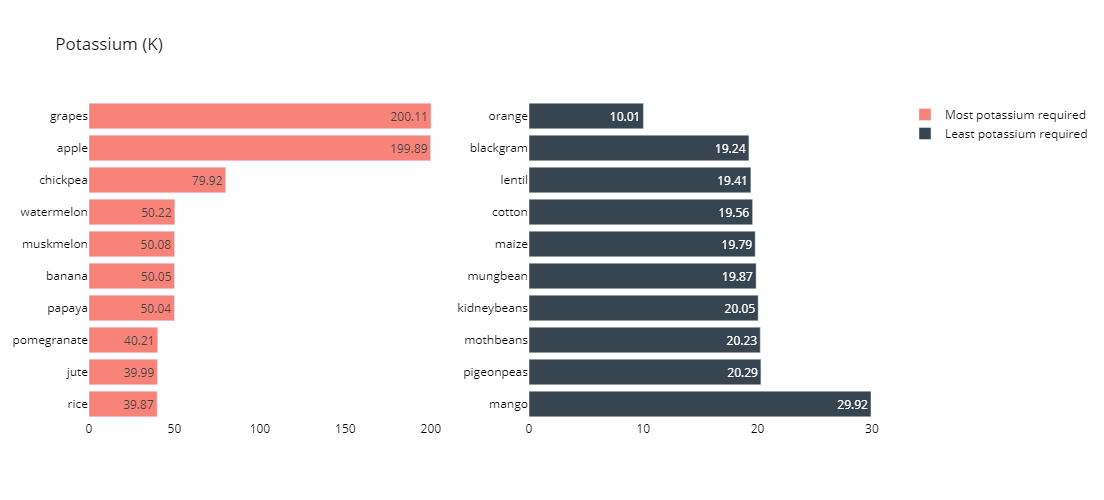 Potassium (K)
grapes 200.11
apple 199.89
chickpea 79.92
watermelon 50.22
muskmelon 50.08
banana 50.05
papaya 50.04
pomegranate 40.21
jute 39.99
rice 39.87
0 50 100 150 200
orange 10.01
blackgram 19.24
lentil 19.41
cotton 19.56
maize 19.79
mungbean 19.87
kidneybeans 20.05
mothbeans 20.23
pigeonpeas 20.29
mango 29.92
0 10 20 30
Most potassium required
Least potassium required